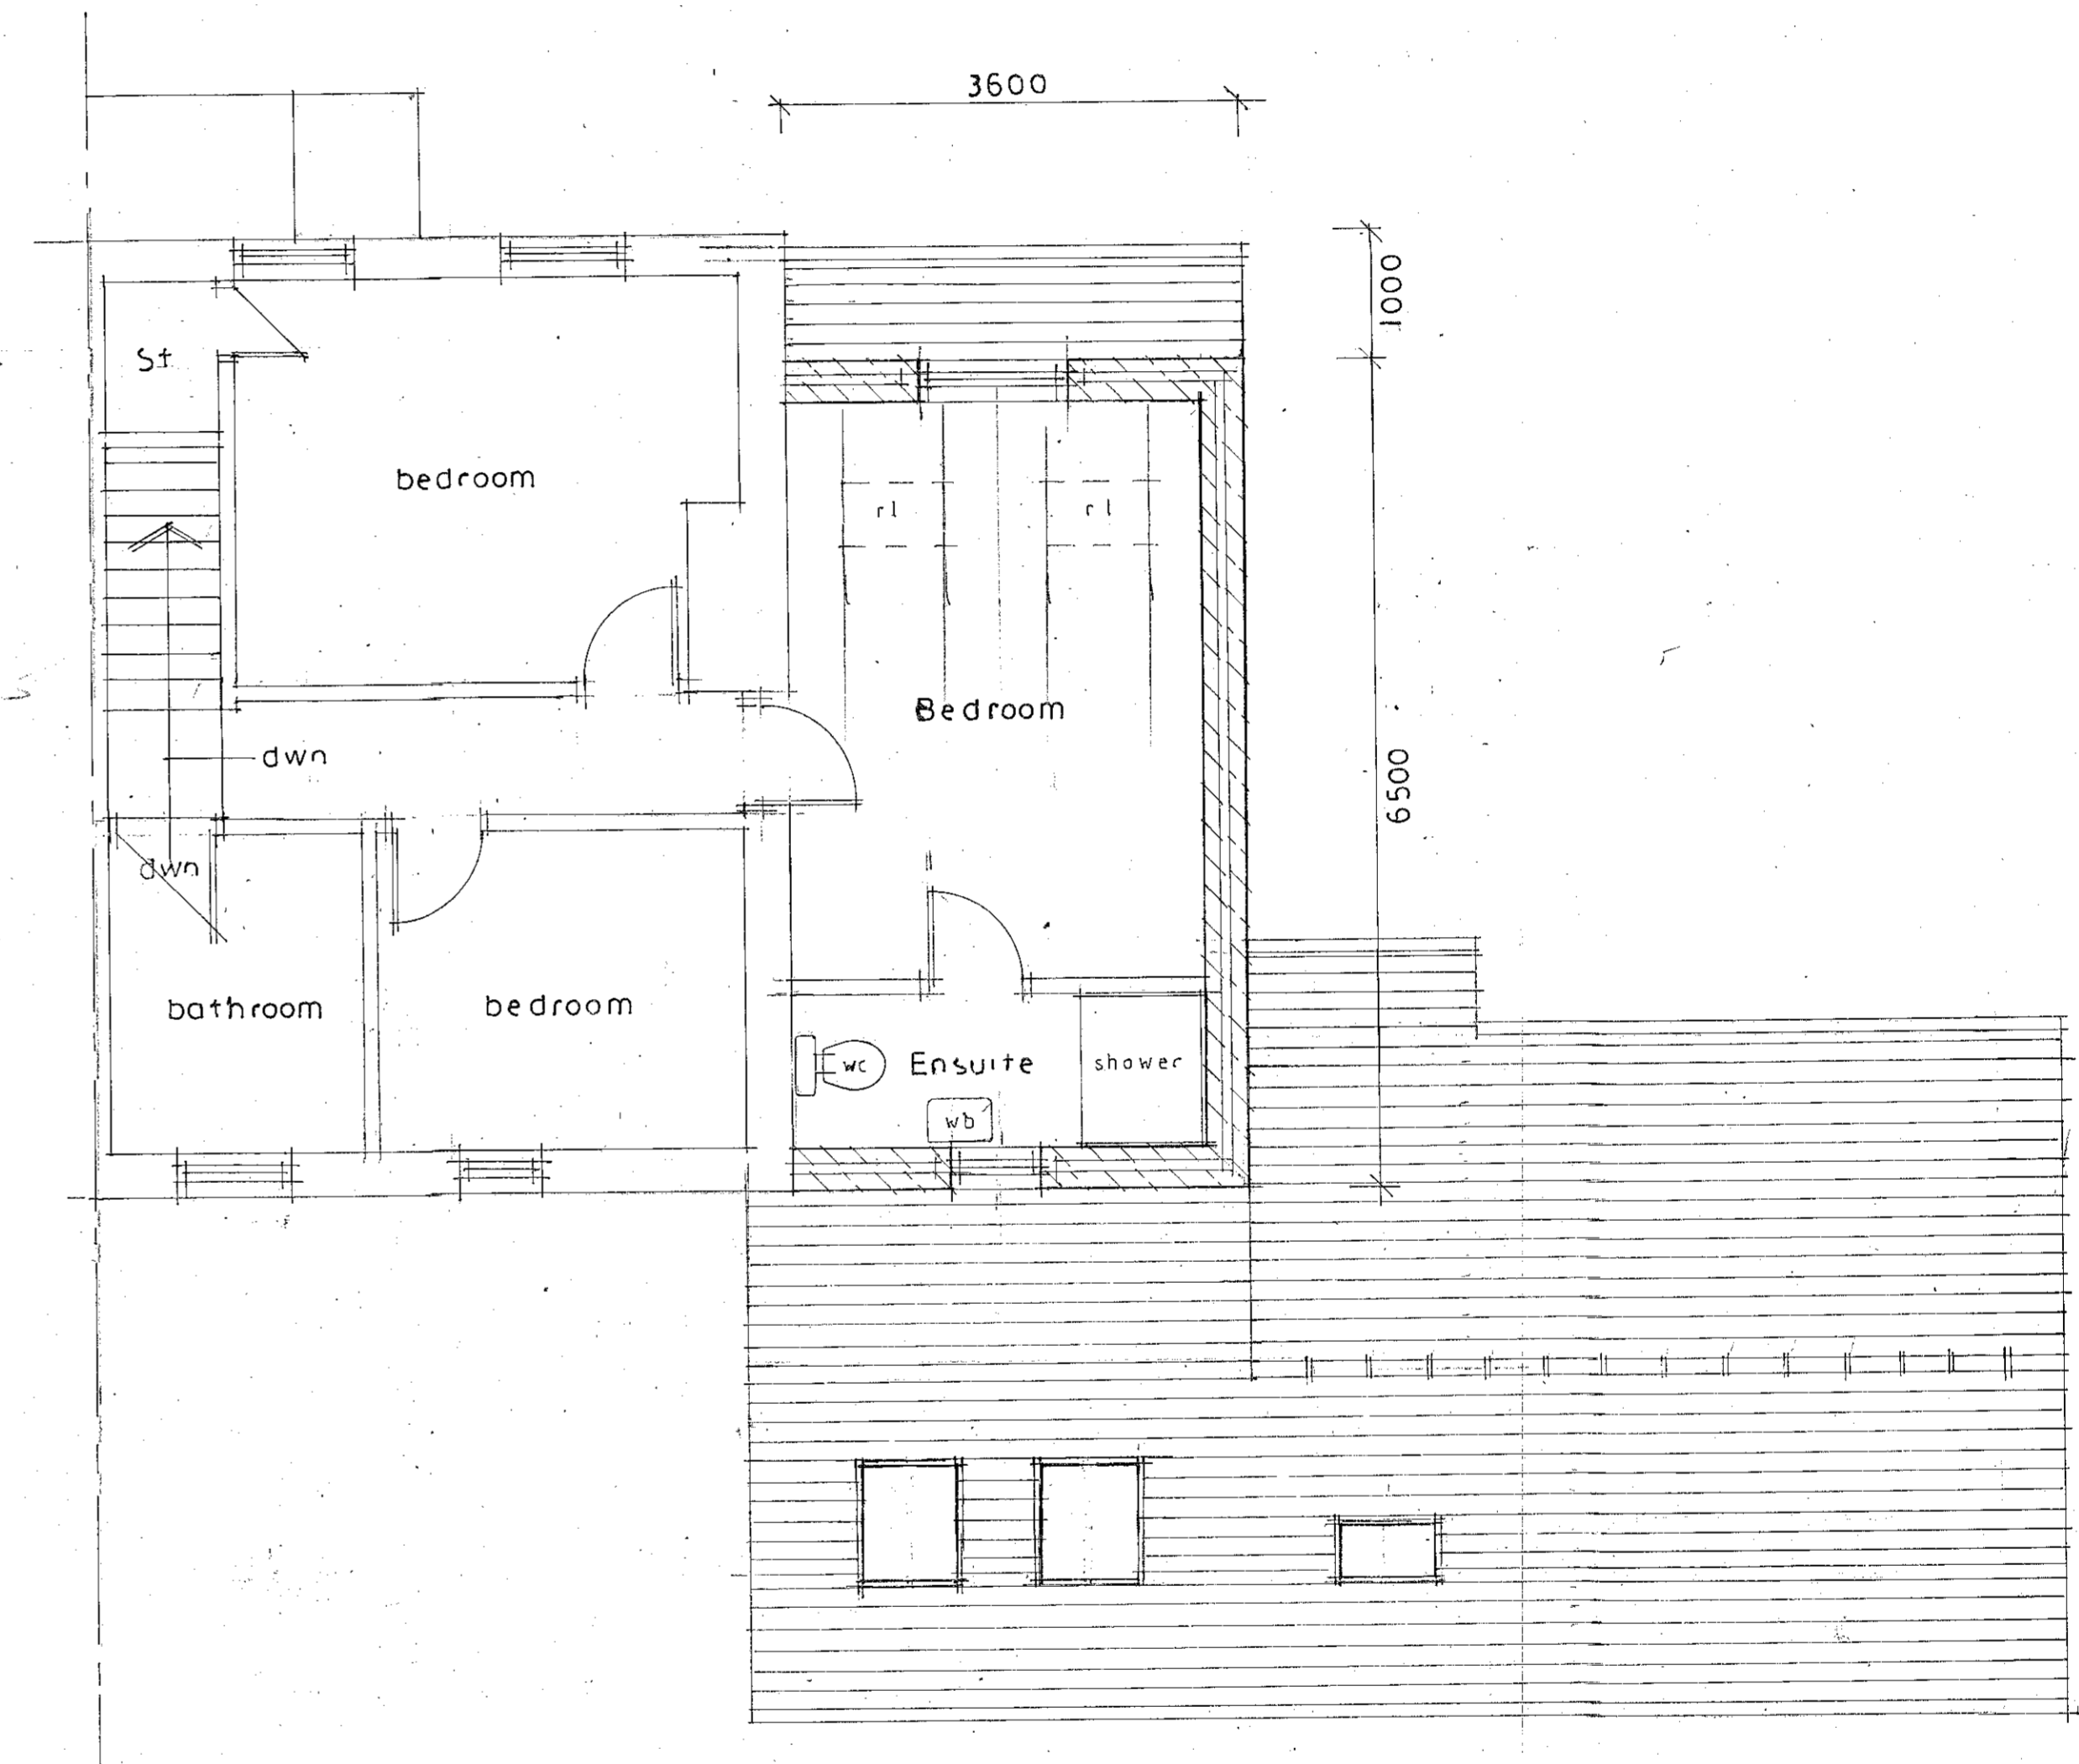 3600
1000
St
bedroom
rl
rl
Bedroom
dwn
6500
dwn
bathroom
bedroom
wc
Ensuite
shower
wb